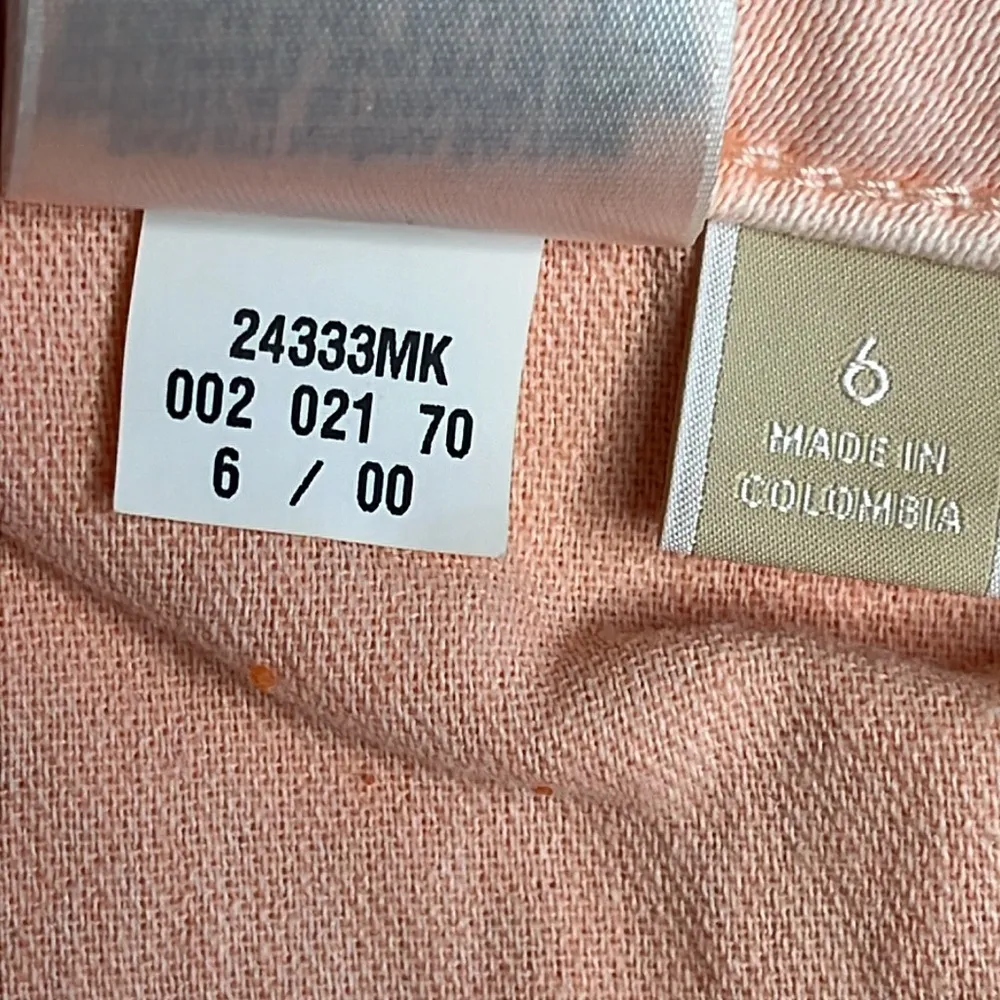 24333MK
002 021 70
6 / 00
6
MADE IN
COLOMBIA